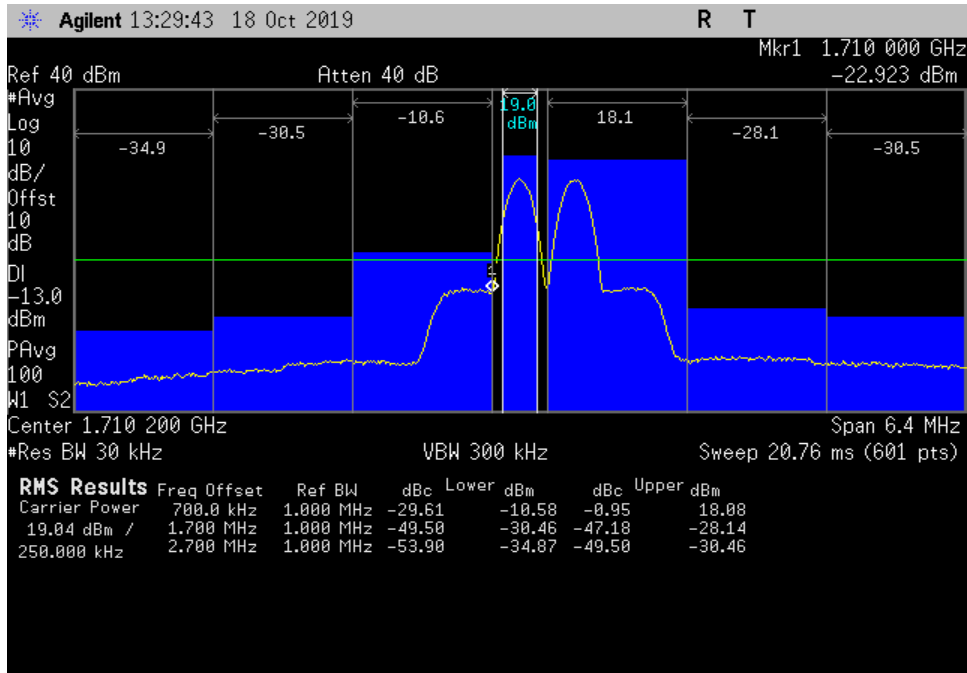 Agilent 13:29:43 18 Oct 2019 R T
Mkr1 1.710 000 GHz
Ref 40 dBm Atten 40 dB -22.923 dBm
#Avg
Log
10
dB/
Offst
10
dB
DI
-13.0
dBm
PAvg
100
W1 S2
-34.9 -30.5 -10.6 19.0 dBm 18.1 -28.1 -30.5
1
Center 1.710 200 GHz Span 6.4 MHz
#Res BW 30 kHz VBW 300 kHz Sweep 20.76 ms (601 pts)
RMS Results Freq Offset Ref BW dBc Lower dBm dBc Upper dBm
Carrier Power 700.0 kHz 1.000 MHz -29.61 -10.58 -0.95 18.08
19.04 dBm / 1.700 MHz 1.000 MHz -49.50 -30.46 -47.18 -28.14
250.000 kHz 2.700 MHz 1.000 MHz -53.90 -34.87 -49.50 -30.46